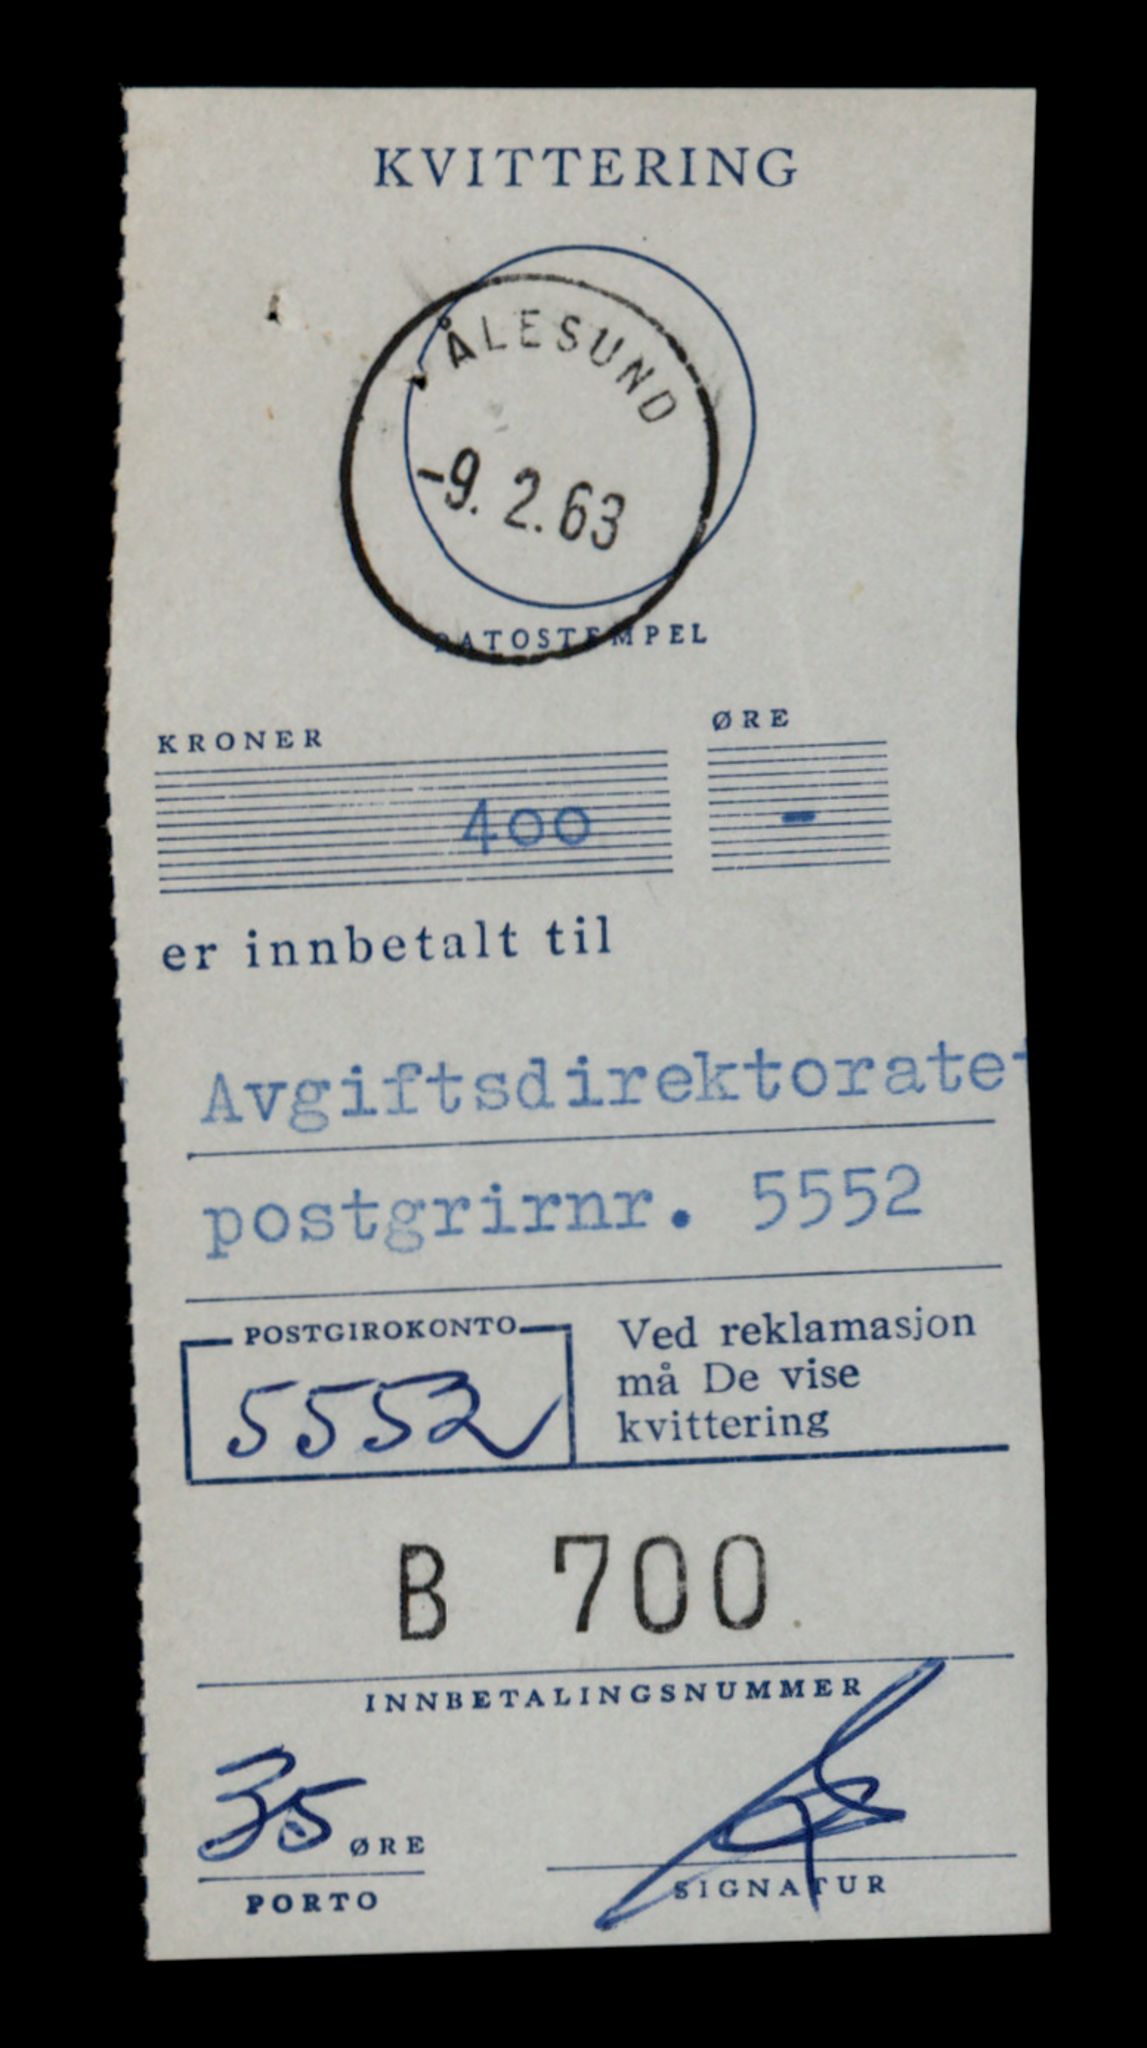 KVITTERING
ÅLESUND
-9. 2. 63
DATOSTEMPEL
KRONER ØRE
400 -
er innbetalt til
Avgiftsdirektoratet
postgrirnr. 5552
POSTGIROKONTO
5552
Ved reklamasjon
må De vise
kvittering
B 700
INNBETALINGSNUMMER
35 ØRE
PORTO
SIGNATUR